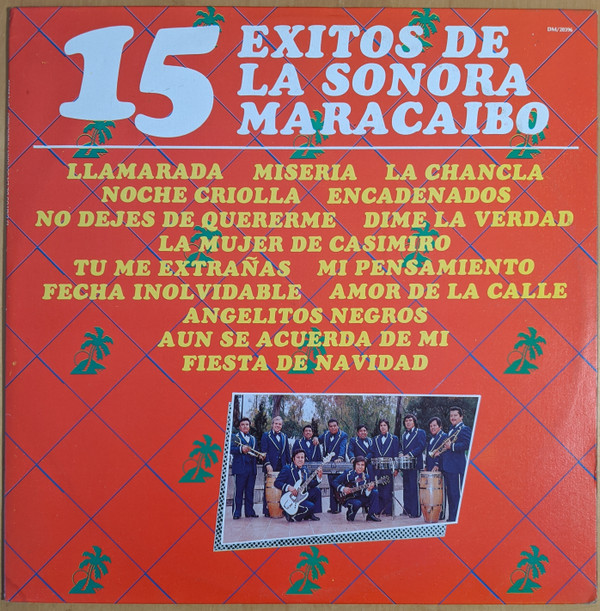 15 EXITOS DE
LA SONORA
MARACAIBO
LLAMARADA MISERIA LA CHANCLA
NOCHE CRIOLLA ENCADENADOS
NO DEJES DE QUERERME DIME LA VERDAD
LA MUJER DE CASIMIRO
TU ME EXTRAÑAS MI PENSAMIENTO
FECHA INOLVIDABLE AMOR DE LA CALLE
ANGELITOS NEGROS
AUN SE ACUERDA DE MI
FIESTA DE NAVIDAD